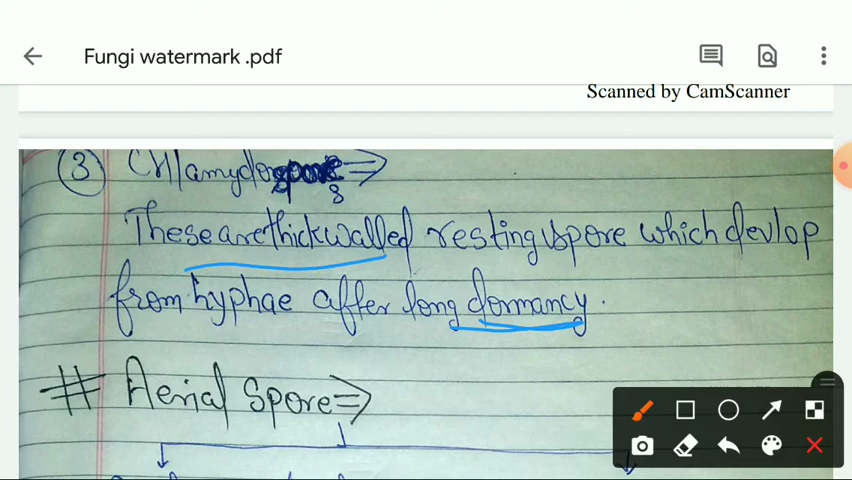 Fungi watermark .pdf
Scanned by CamScanner
③ Chlamydospores ⇒
These are thick walled resting spore which devlop
from hyphae after long dormancy.
# Aerial Spore ⇒